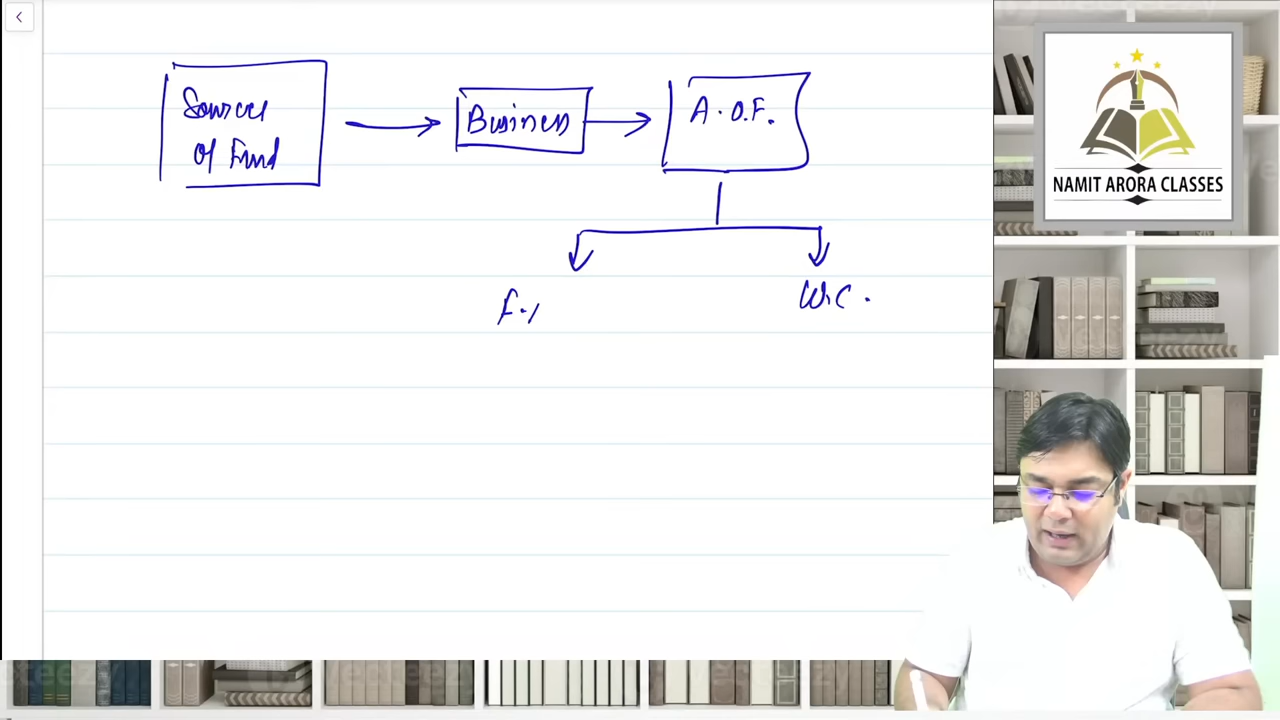 Sources
of Fund
Business
A.O.F.
F.
W.C.
NAMIT ARORA CLASSES